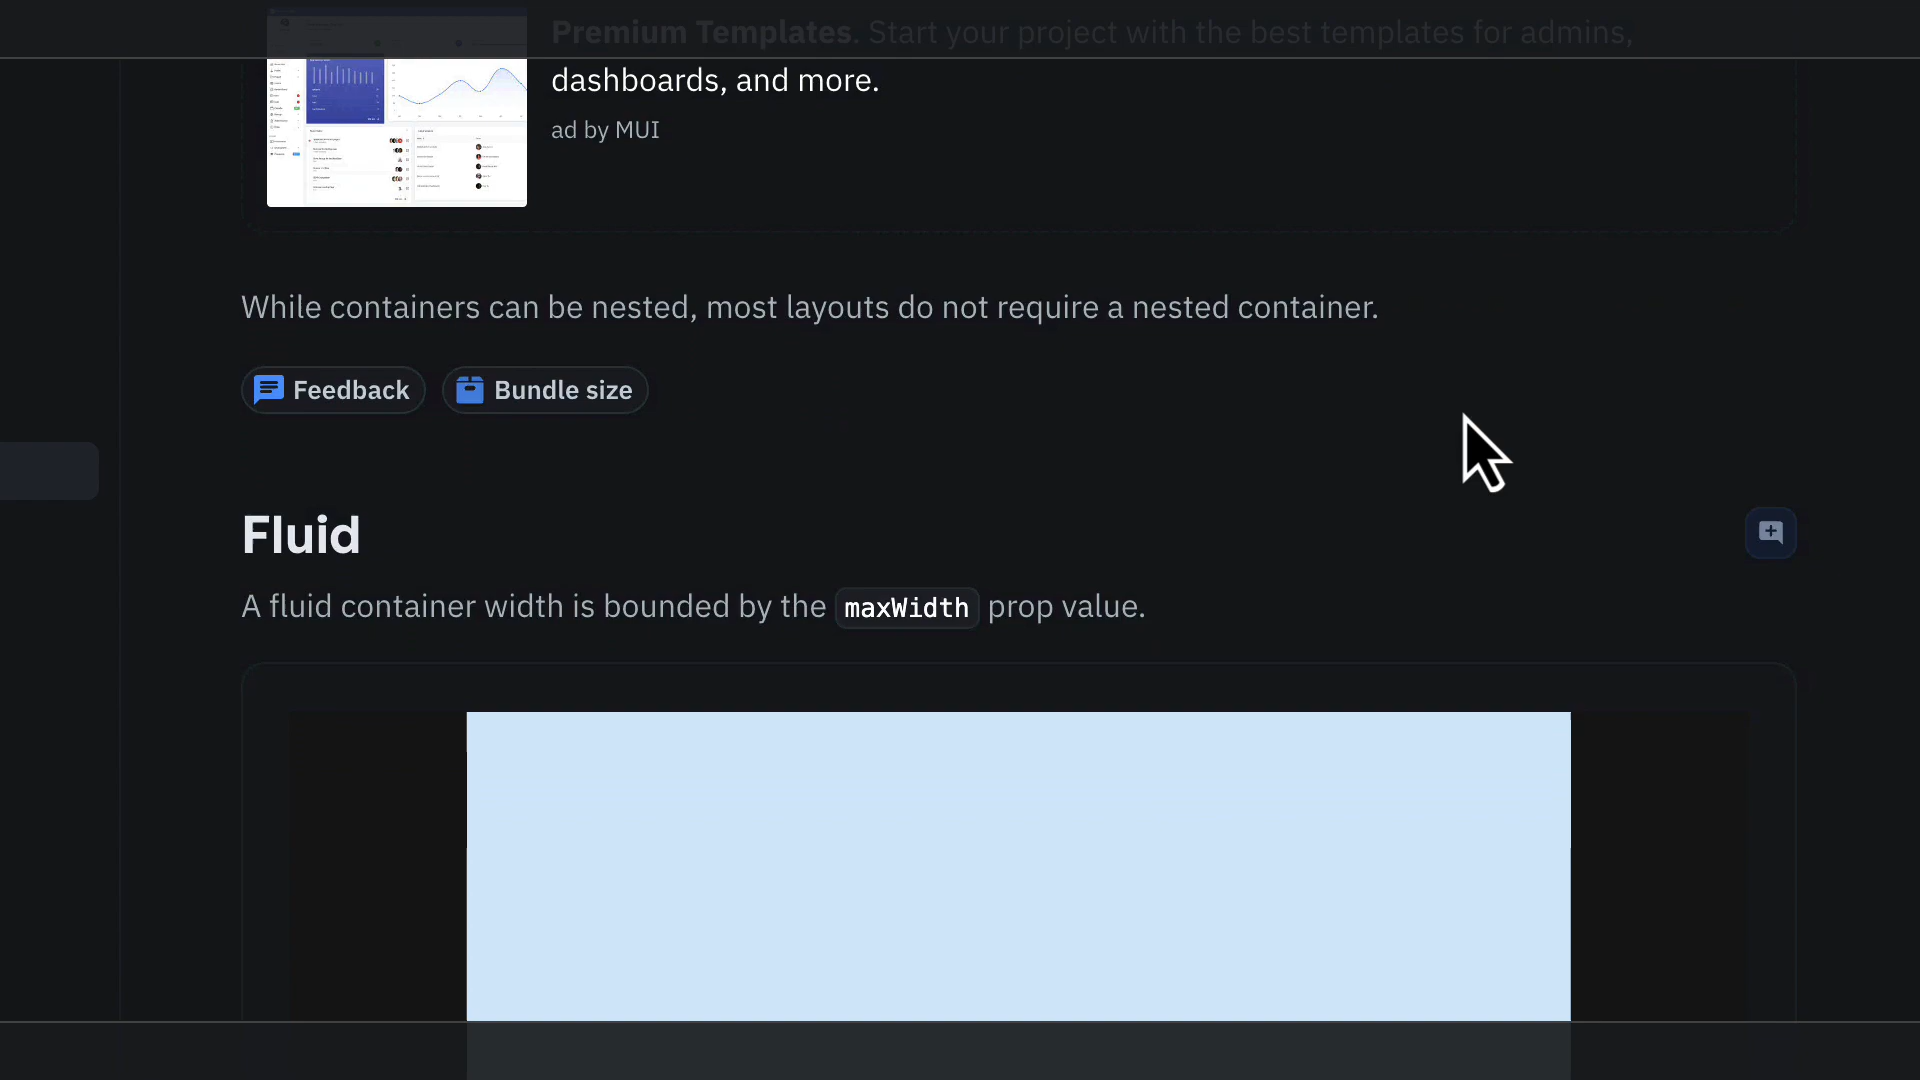 Premium Templates. Start your project with the best templates for admins,
dashboards, and more.
ad by MUI
While containers can be nested, most layouts do not require a nested container.
Feedback
Bundle size
Fluid
A fluid container width is bounded by the maxWidth prop value.